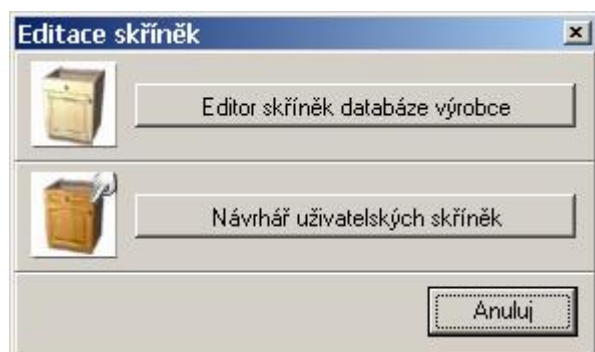 Editace skříněk
Editor skříněk databáze výrobce
Návrhář uživatelských skříněk
Anuluj